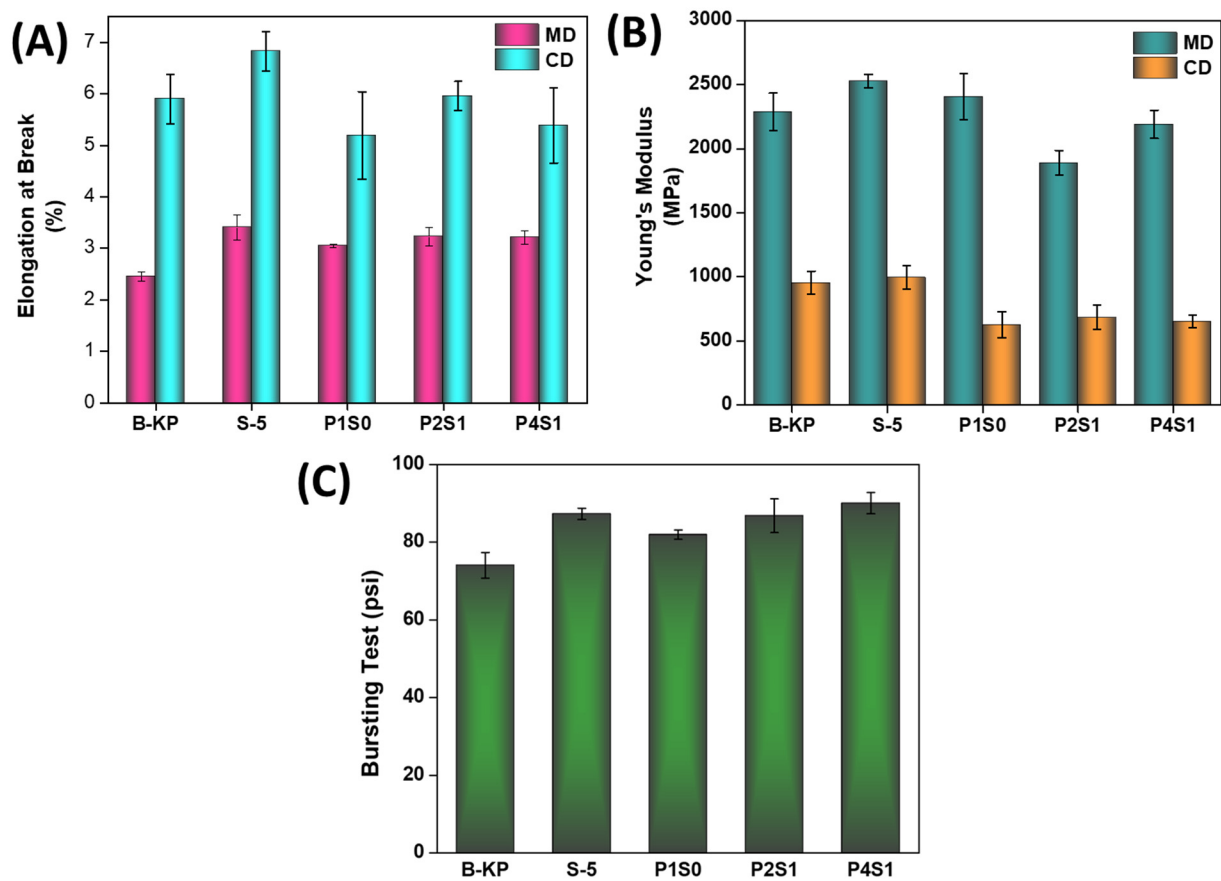 (A)
Elongation at Break
(%)
7
6
5
4
3
2
1
0
MD
CD
B-KP S-5 P1S0 P2S1 P4S1
(B)
Young's Modulus
(MPa)
3000
2500
2000
1500
1000
500
0
MD
CD
B-KP S-5 P1S0 P2S1 P4S1
(C)
Bursting Test (psi)
100
80
60
40
20
0
B-KP S-5 P1S0 P2S1 P4S1